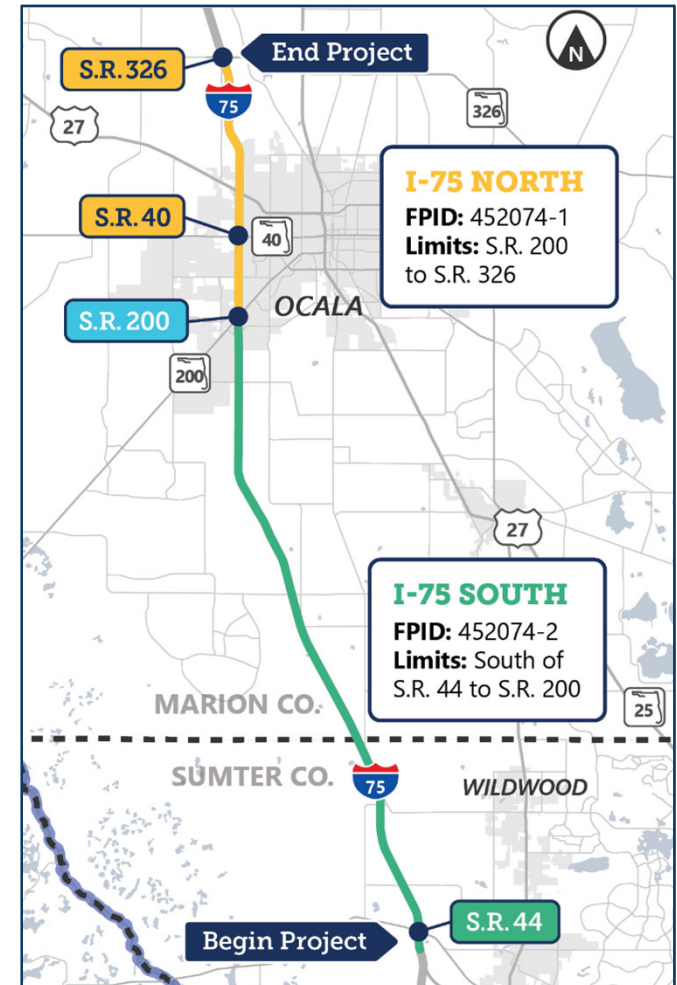 End Project
N
S.R. 326
75
27
326
I-75 NORTH
FPID: 452074-1
Limits: S.R. 200
to S.R. 326
S.R. 40
40
S.R. 200
OCALA
200
27
I-75 SOUTH
FPID: 452074-2
Limits: South of
S.R. 44 to S.R. 200
MARION CO.
25
SUMTER CO.
75
WILDWOOD
S.R. 44
Begin Project